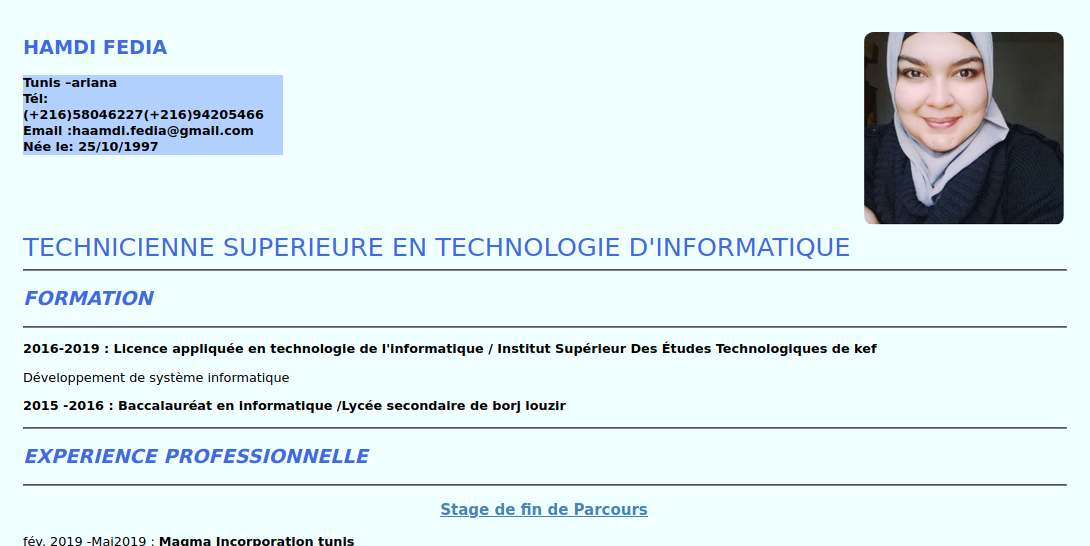 HAMDI FEDIA
Tunis –ariana
Tél:
(+216)58046227(+216)94205466
Email :haamdi.fedia@gmail.com
Née le: 25/10/1997
TECHNICIENNE SUPERIEURE EN TECHNOLOGIE D'INFORMATIQUE
FORMATION
2016-2019 : Licence appliquée en technologie de l'informatique / Institut Supérieur Des Études Technologiques de kef
Développement de système informatique
2015 -2016 : Baccalauréat en informatique /Lycée secondaire de borj louzir
EXPERIENCE PROFESSIONNELLE
Stage de fin de Parcours
fév. 2019 -Mai2019 : Magma Incorporation tunis